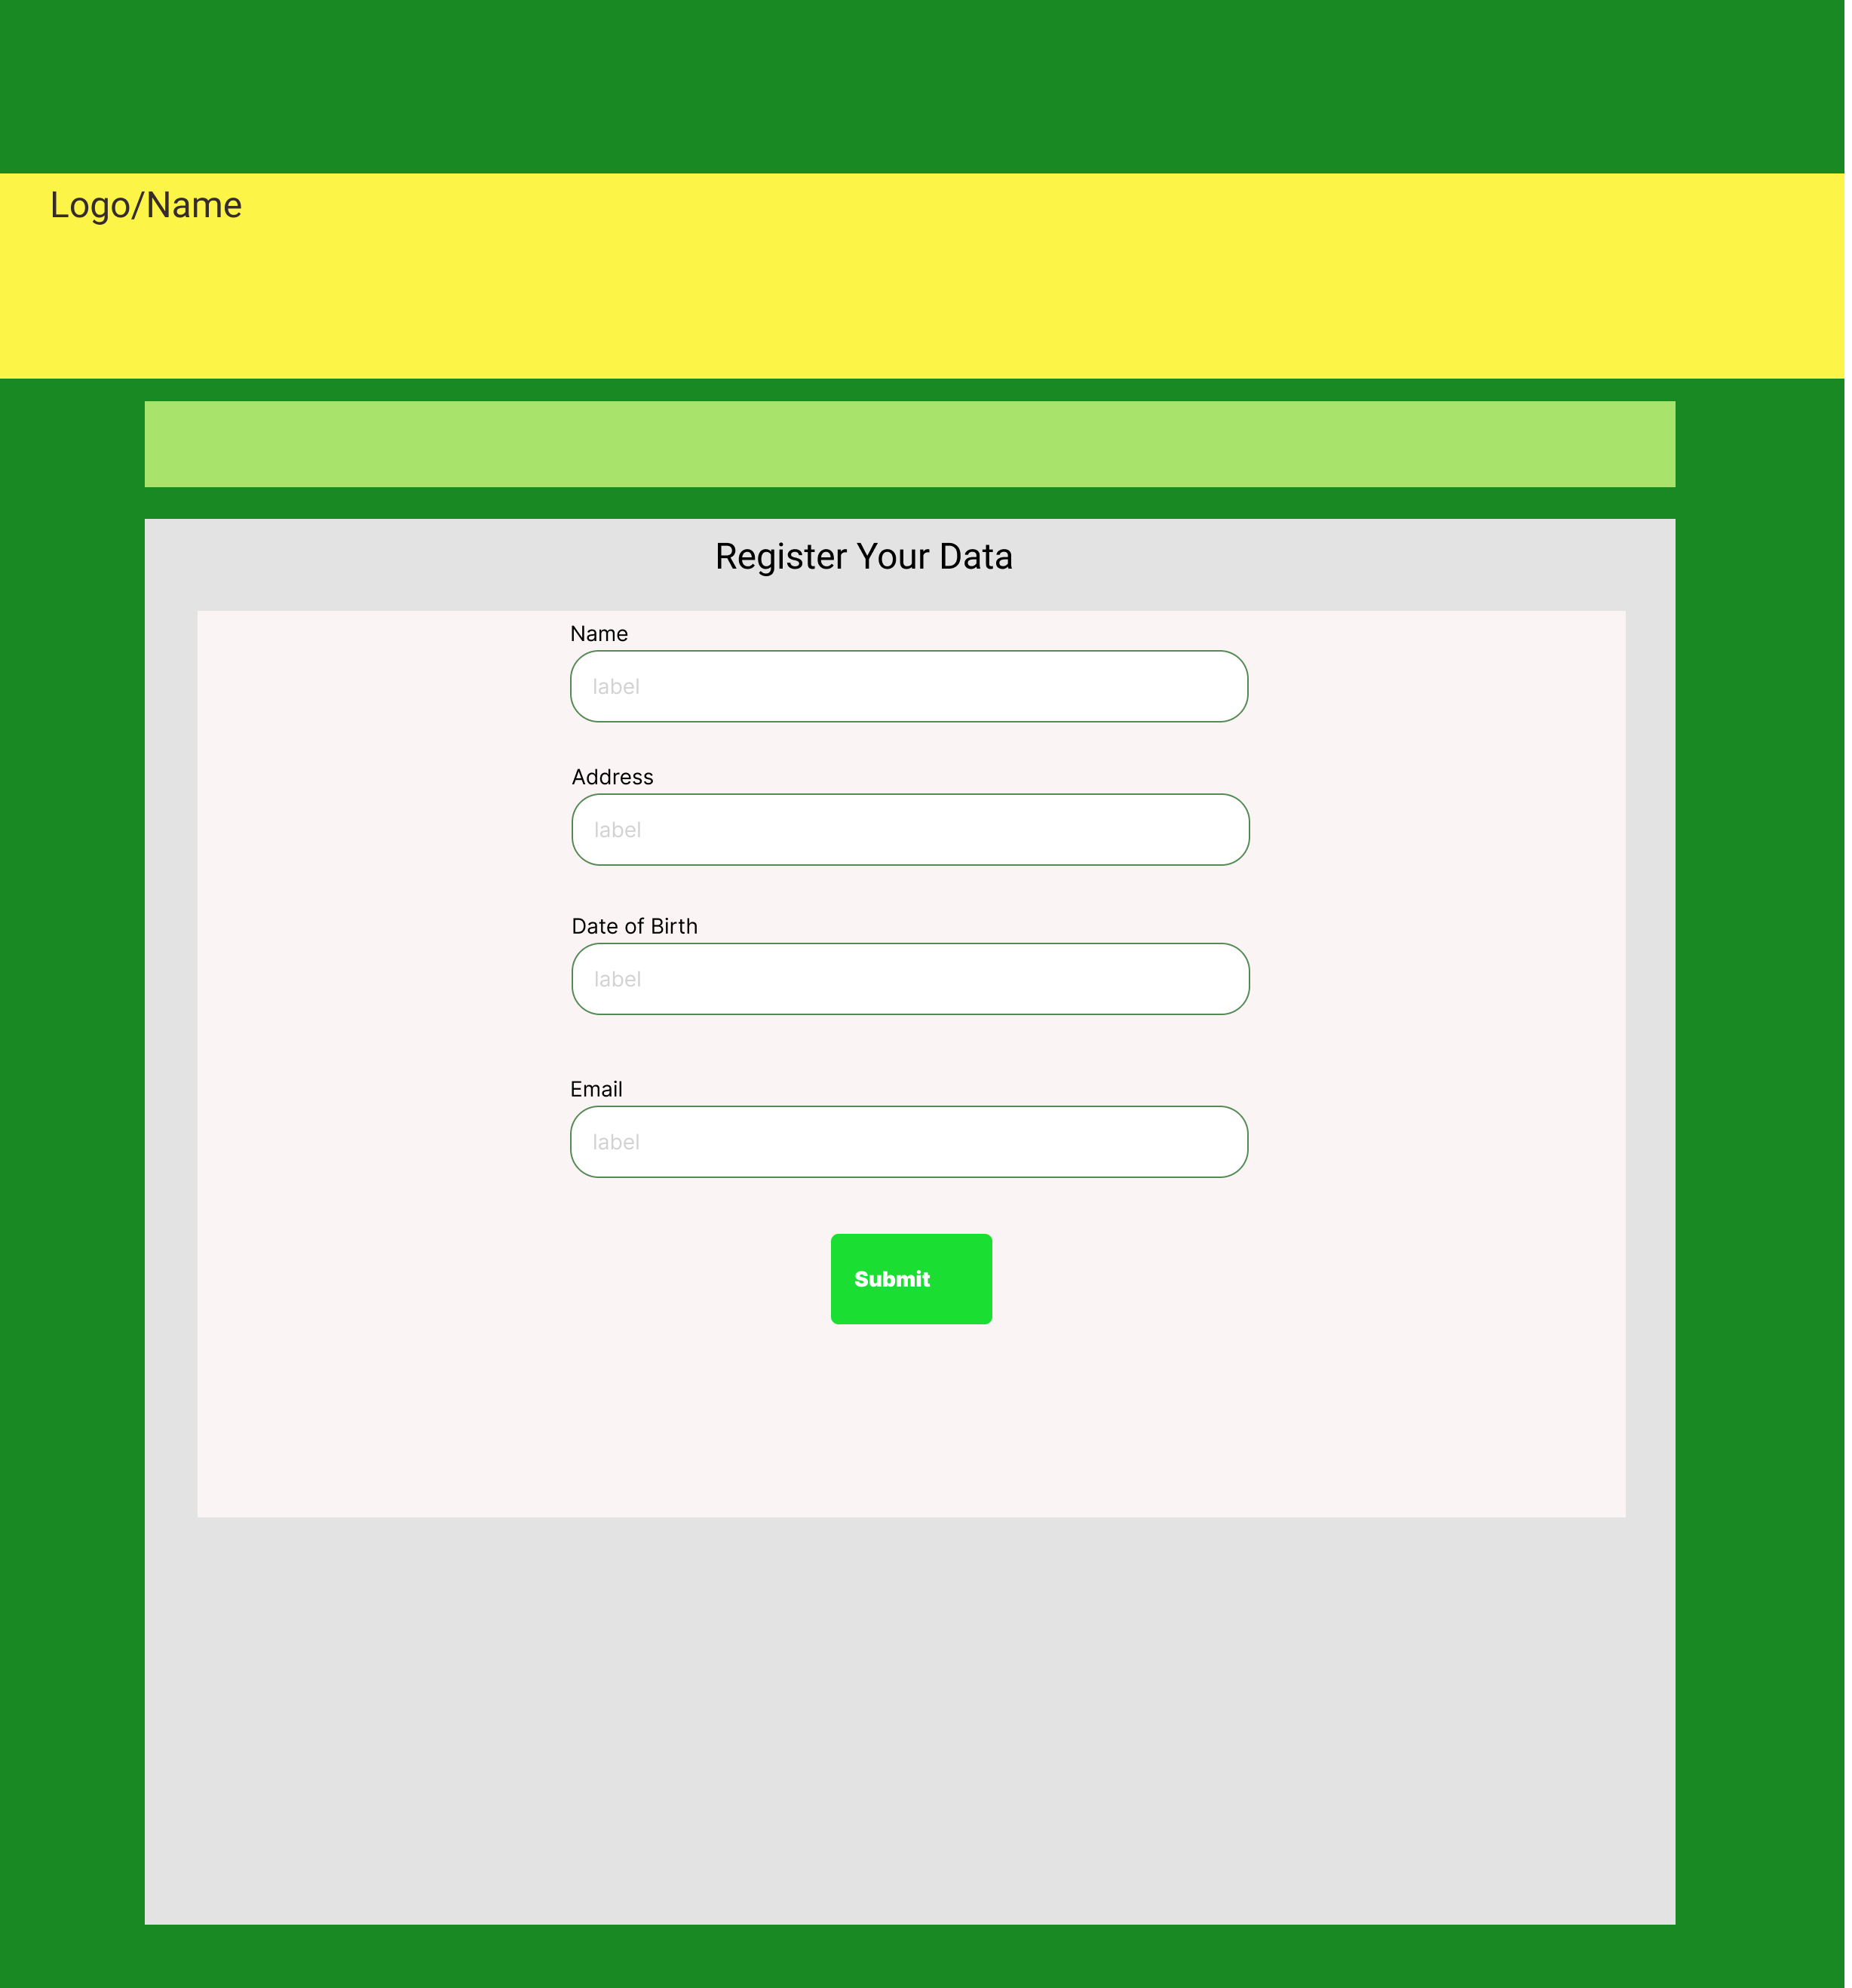 Logo/Name
Register Your Data
Name
label
Address
label
Date of Birth
label
Email
label
Submit